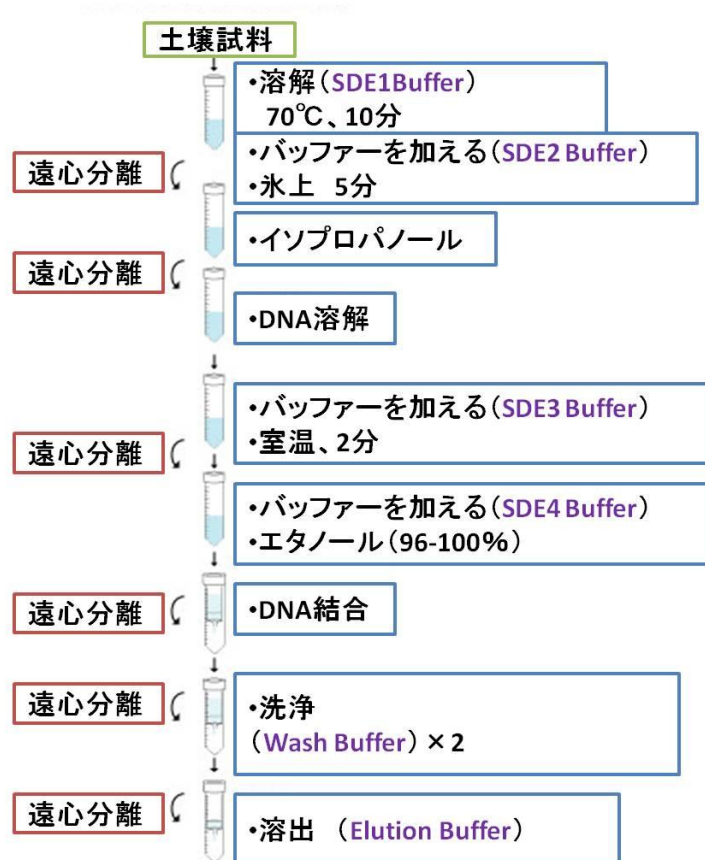 土壌試料
・溶解(SDE1Buffer)
70℃、10分
・バッファーを加える(SDE2 Buffer)
遠心分離
・氷上 5分
・イソプロパノール
遠心分離
・DNA溶解
・バッファーを加える(SDE3 Buffer)
・室温、2分
遠心分離
・バッファーを加える(SDE4 Buffer)
・エタノール(96-100%)
遠心分離
・DNA結合
遠心分離
・洗浄
(Wash Buffer)×2
遠心分離
・溶出 (Elution Buffer)